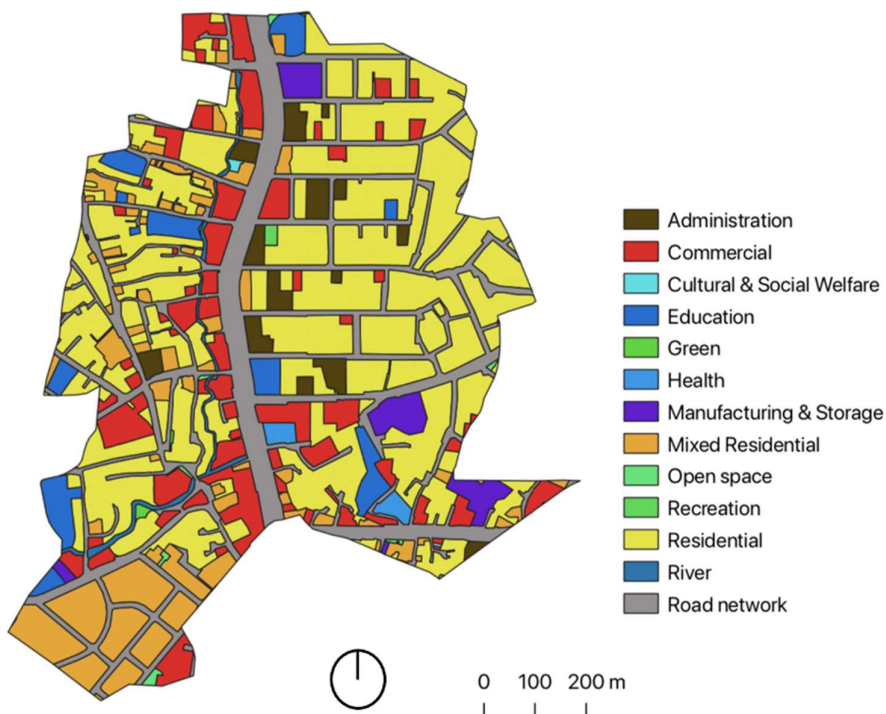 Administration
Commercial
Cultural & Social Welfare
Education
Green
Health
Manufacturing & Storage
Mixed Residential
Open space
Recreation
Residential
River
Road network
0 100 200 m